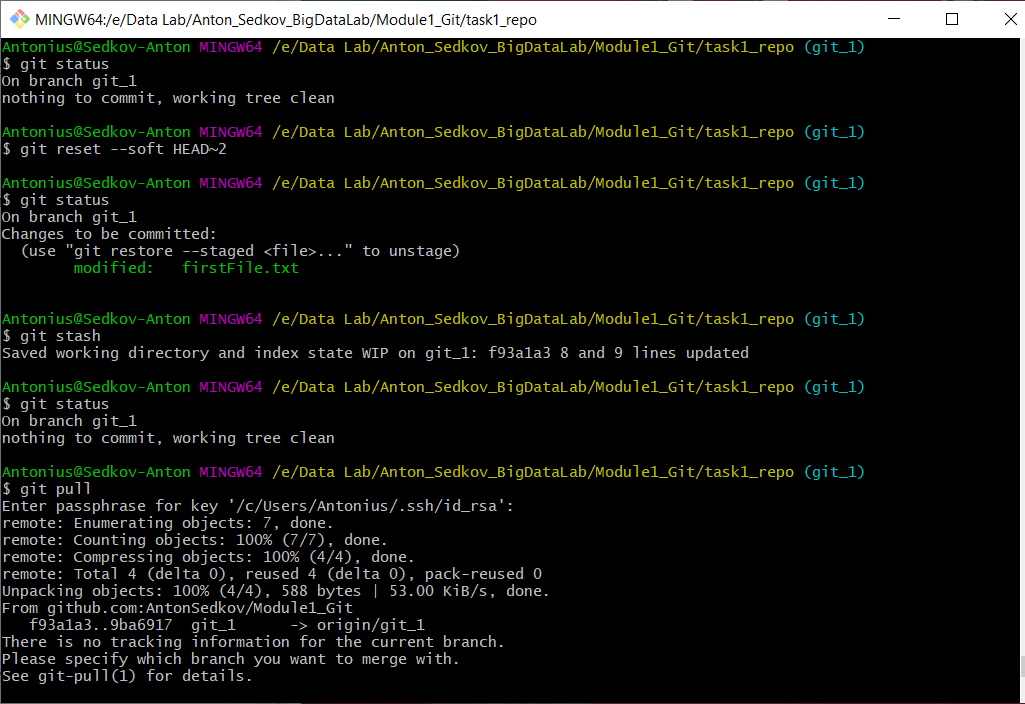 MINGW64:/e/Data Lab/Anton_Sedkov_BigDataLab/Module1_Git/task1_repo
Antonius@Sedkov-Anton MINGW64 /e/Data Lab/Anton_Sedkov_BigDataLab/Module1_Git/task1_repo (git_1)
$ git status
On branch git_1
nothing to commit, working tree clean
Antonius@Sedkov-Anton MINGW64 /e/Data Lab/Anton_Sedkov_BigDataLab/Module1_Git/task1_repo (git_1)
$ git reset --soft HEAD~2
Antonius@Sedkov-Anton MINGW64 /e/Data Lab/Anton_Sedkov_BigDataLab/Module1_Git/task1_repo (git_1)
$ git status
On branch git_1
Changes to be committed:
  (use "git restore --staged <file>..." to unstage)
        modified:   firstFile.txt
Antonius@Sedkov-Anton MINGW64 /e/Data Lab/Anton_Sedkov_BigDataLab/Module1_Git/task1_repo (git_1)
$ git stash
Saved working directory and index state WIP on git_1: f93a1a3 8 and 9 lines updated
Antonius@Sedkov-Anton MINGW64 /e/Data Lab/Anton_Sedkov_BigDataLab/Module1_Git/task1_repo (git_1)
$ git status
On branch git_1
nothing to commit, working tree clean
Antonius@Sedkov-Anton MINGW64 /e/Data Lab/Anton_Sedkov_BigDataLab/Module1_Git/task1_repo (git_1)
$ git pull
Enter passphrase for key '/c/Users/Antonius/.ssh/id_rsa':
remote: Enumerating objects: 7, done.
remote: Counting objects: 100% (7/7), done.
remote: Compressing objects: 100% (4/4), done.
remote: Total 4 (delta 0), reused 4 (delta 0), pack-reused 0
Unpacking objects: 100% (4/4), 588 bytes | 53.00 KiB/s, done.
From github.com:AntonSedkov/Module1_Git
   f93a1a3..9ba6917  git_1      -> origin/git_1
There is no tracking information for the current branch.
Please specify which branch you want to merge with.
See git-pull(1) for details.